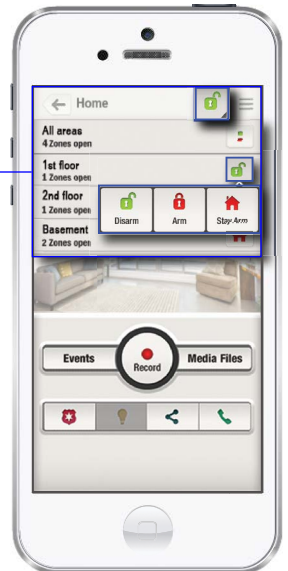 Home
All areas
4 Zones open
1st floor
1 Zones open
2nd floor
1 Zones open
Disarm
Arm
Stay Arm
Basement
2 Zones open
Events
Record
Media Files